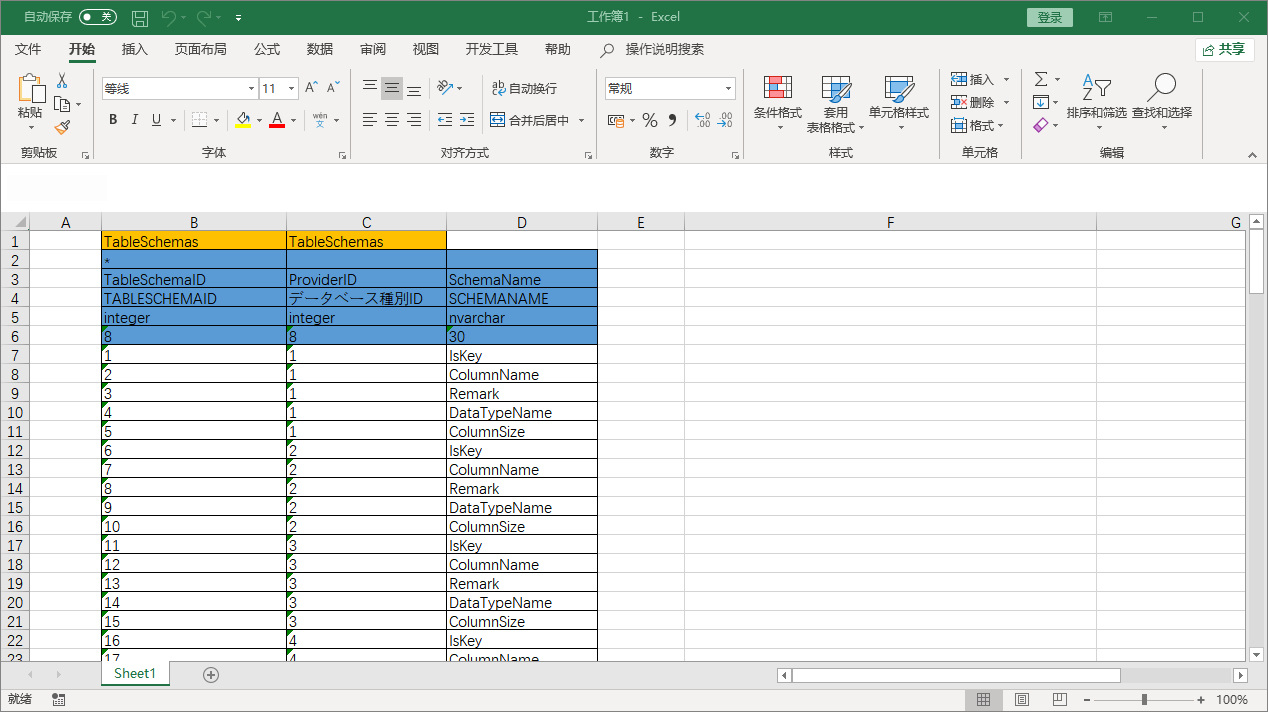 自动保存 关 工作簿1 - Excel 登录
文件 开始 插入 页面布局 公式 数据 审阅 视图 开发工具 帮助 操作说明搜索 共享
粘贴 等线 11 A A ab 自动换行 常规 条件格式 套用 表格格式 单元格样式 插入 删除 格式 Σ 排序和筛选 查找和选择
B I U A wén 文 合并后居中 % , .00 .00
剪贴板 字体 对齐方式 数字 样式 单元格 编辑
A B C D E F G
1 TableSchemas TableSchemas
2 *
3 TableSchemaID ProviderID SchemaName
4 TABLESCHEMAID データベース種別ID SCHEMANAME
5 integer integer nvarchar
6 8 8 30
7 1 1 IsKey
8 2 1 ColumnName
9 3 1 Remark
10 4 1 DataTypeName
11 5 1 ColumnSize
12 6 2 IsKey
13 7 2 ColumnName
14 8 2 Remark
15 9 2 DataTypeName
16 10 2 ColumnSize
17 11 3 IsKey
18 12 3 ColumnName
19 13 3 Remark
20 14 3 DataTypeName
21 15 3 ColumnSize
22 16 4 IsKey
23 17 4 ColumnName
Sheet1
就绪 100%